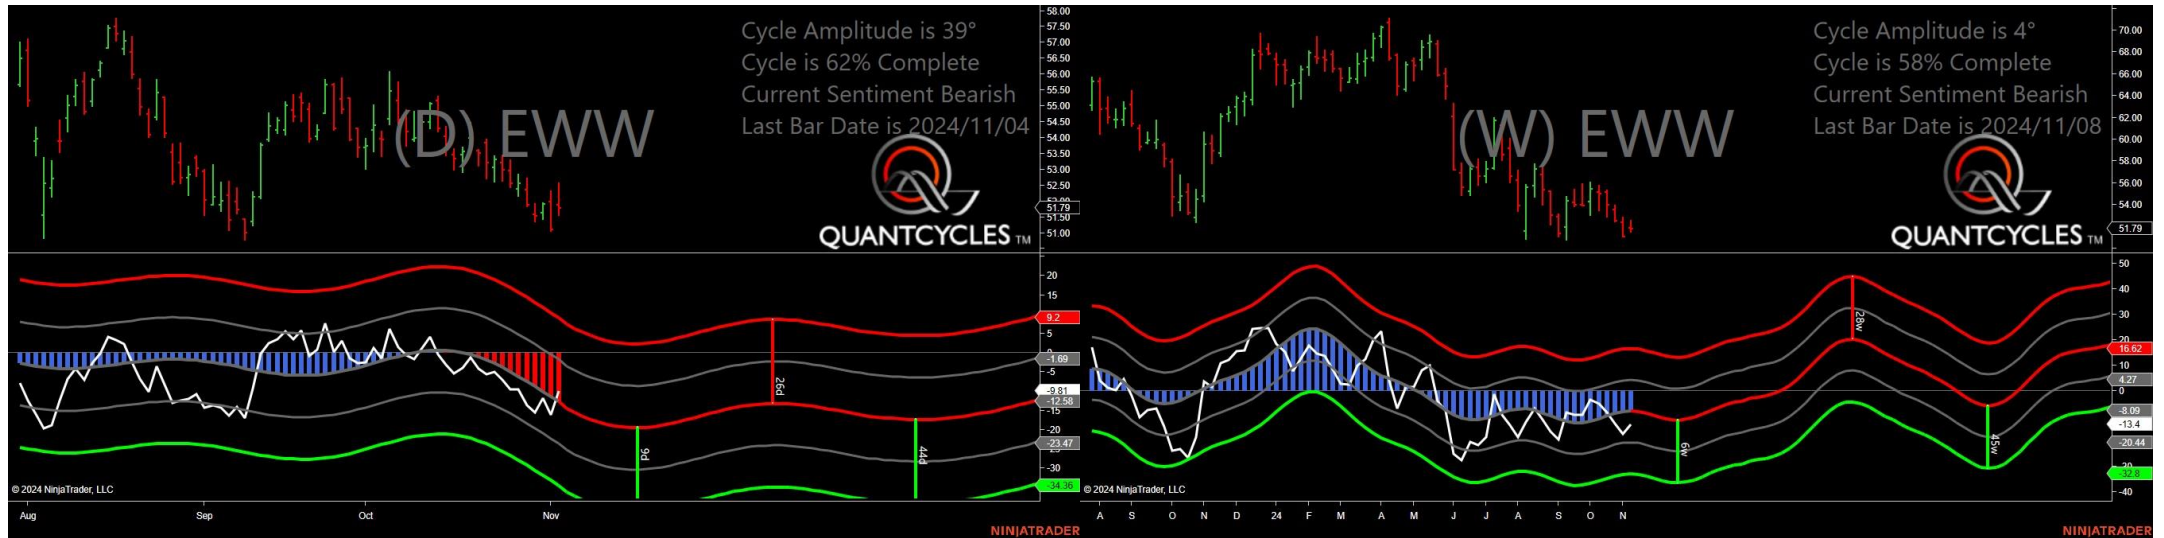 Cycle Amplitude is 39°
Cycle is 62% Complete
Current Sentiment Bearish
Last Bar Date is 2024/11/04
(D) EWW
QUANTCYCLES TM
58.00
57.50
57.00
56.50
56.00
55.50
55.00
54.50
54.00
53.50
53.00
52.50
51.79
51.50
51.00
20
15
9.2
5
-1.69
-5
-9.81
-12.58
-15
-20
-23.47
-30
-34.36
26d
9d
44d
© 2024 NinjaTrader, LLC
Aug Sep Oct Nov
NINJATRADER
Cycle Amplitude is 4°
Cycle is 58% Complete
Current Sentiment Bearish
Last Bar Date is 2024/11/08
(W) EWW
QUANTCYCLES TM
70.00
68.00
66.00
64.00
62.00
60.00
58.00
56.00
54.00
51.79
50
40
30
20
16.62
10
4.27
0
-8.09
-13.4
-20.44
-32.8
-40
28w
6w
45w
© 2024 NinjaTrader, LLC
A S O N D 24 F M A M J J A S O N
NINJATRADER